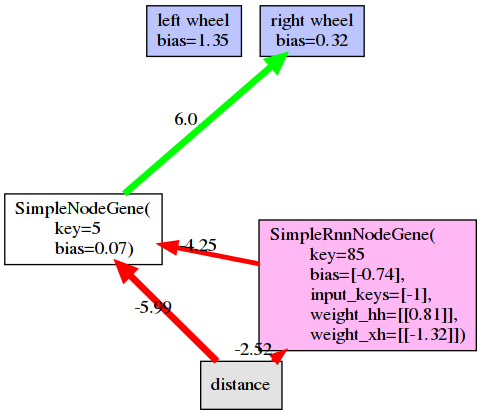 left wheel
bias=1.35
right wheel
bias=0.32
6.0
SimpleNodeGene(
key=5
bias=0.07)
-4.25
SimpleRnnNodeGene(
key=85
bias=[-0.74],
input_keys=[-1],
weight_hh=[[0.81]],
weight_xh=[[-1.32]])
-5.99
-2.52
distance